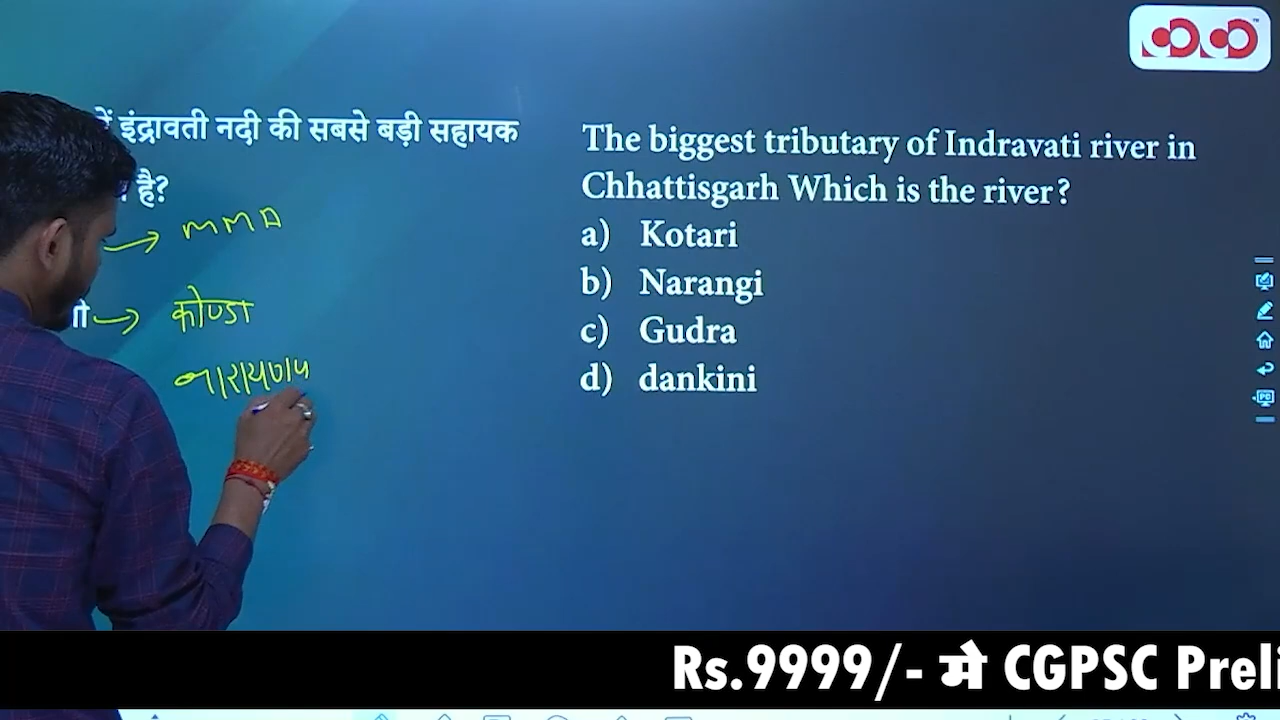 इंद्रावती नदी की सबसे बड़ी सहायक
है?
→ MMA
→ कोण्डा
नारायणप
The biggest tributary of Indravati river in
Chhattisgarh Which is the river?
a) Kotari
b) Narangi
c) Gudra
d) dankini
Rs.9999/- मे CGPSC Preli